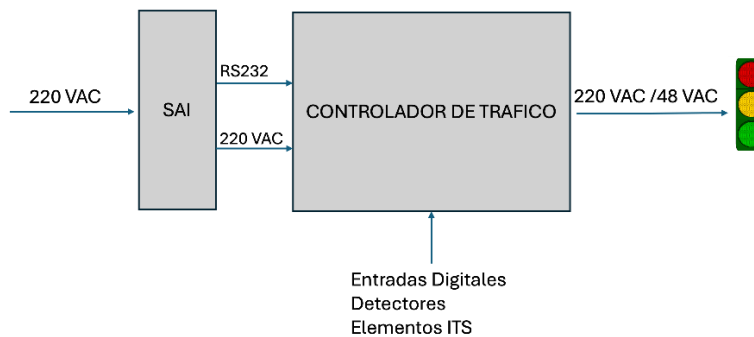 220 VAC
SAI
RS232
220 VAC
CONTROLADOR DE TRAFICO
220 VAC /48 VAC
Entradas Digitales
Detectores
Elementos ITS